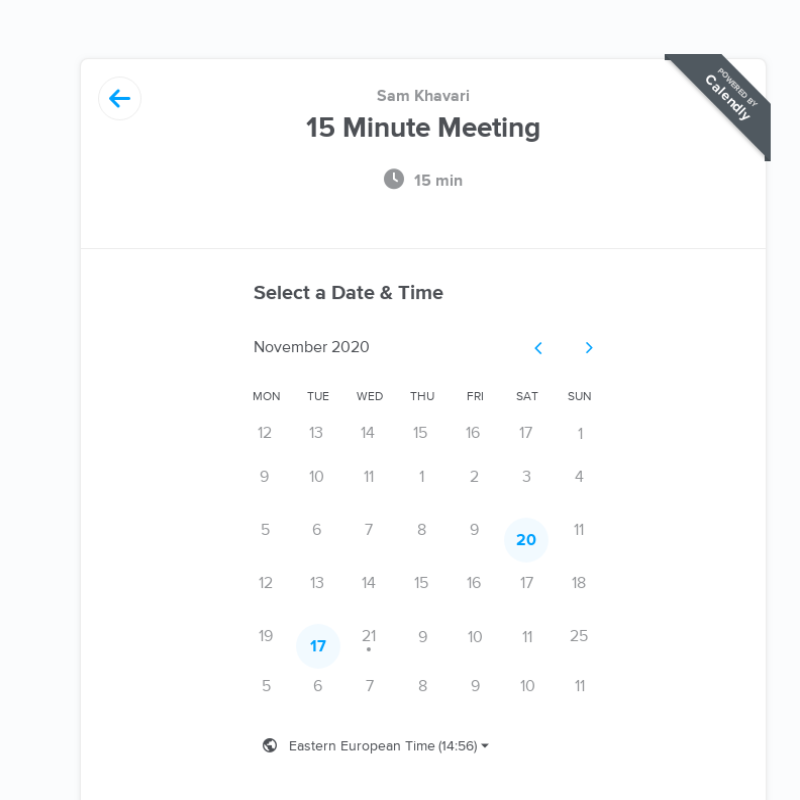 POWERED BY
Calendly
Sam Khavari
15 Minute Meeting
15 min
Select a Date & Time
November 2020
MON TUE WED THU FRI SAT SUN
12 13 14 15 16 17 1
9 10 11 1 2 3 4
5 6 7 8 9 20 11
12 13 14 15 16 17 18
19 17 21 9 10 11 25
5 6 7 8 9 10 11
Eastern European Time (14:56)